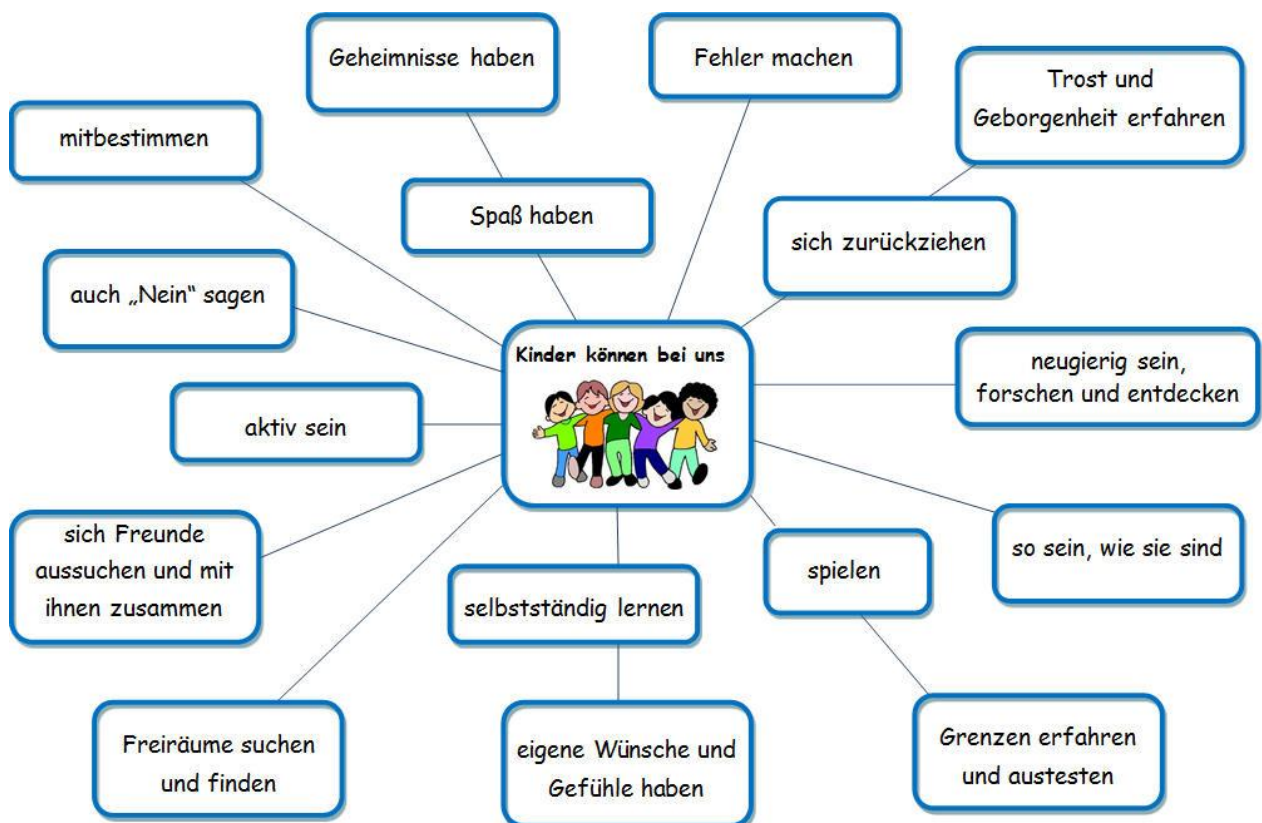 Geheimnisse haben
Fehler machen
Trost und
Geborgenheit erfahren
mitbestimmen
Spaß haben
sich zurückziehen
auch „Nein“ sagen
Kinder können bei uns
neugierig sein,
forschen und entdecken
aktiv sein
sich Freunde
aussuchen und mit
ihnen zusammen
selbstständig lernen
spielen
so sein, wie sie sind
Freiräume suchen
und finden
eigene Wünsche und
Gefühle haben
Grenzen erfahren
und austesten